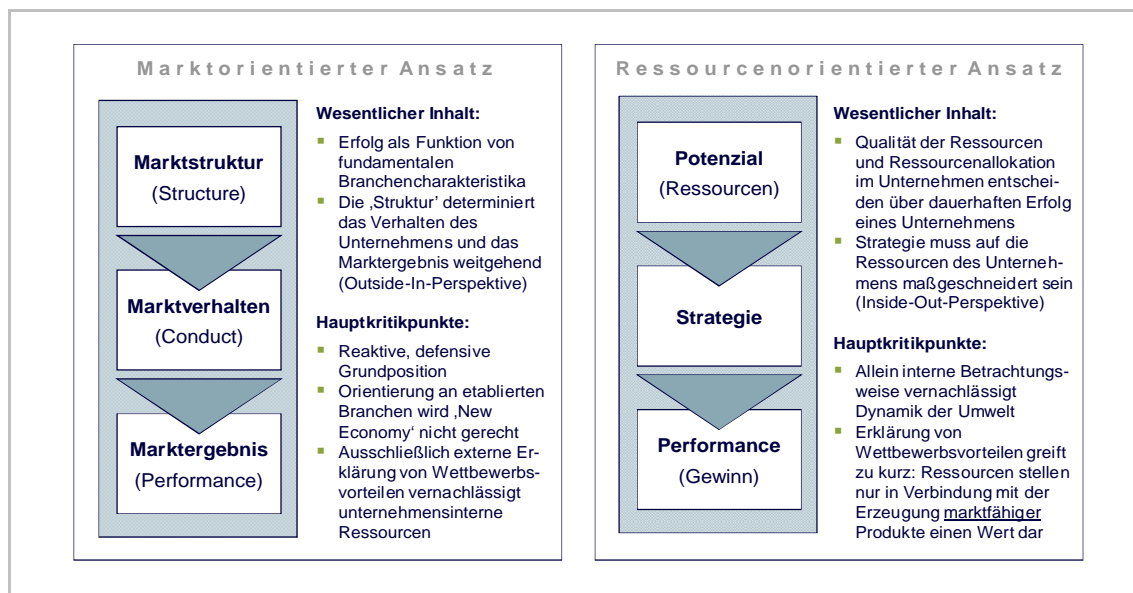 Marktorientierter Ansatz
Marktstruktur
(Structure)
Marktverhalten
(Conduct)
Marktergebnis
(Performance)
Wesentlicher Inhalt:
▪ Erfolg als Funktion von
fundamentalen
Branchencharakteristika
▪ Die ‚Struktur’ determiniert
das Verhalten des
Unternehmens und das
Marktergebnis weitgehend
(Outside-In-Perspektive)
Hauptkritikpunkte:
▪ Reaktive, defensive
Grundposition
▪ Orientierung an etablierten
Branchen wird ‚New
Economy‘ nicht gerecht
▪ Ausschließlich externe Er-
klärung von Wettbewerbs-
vorteilen vernachlässigt
unternehmensinterne
Ressourcen
Ressourcenorientierter Ansatz
Potenzial
(Ressourcen)
Strategie
Performance
(Gewinn)
Wesentlicher Inhalt:
▪ Qualität der Ressourcen
und Ressourcenallokation
im Unternehmen entschei-
den über dauerhaften Erfolg
eines Unternehmens
▪ Strategie muss auf die
Ressourcen des Unterneh-
mens maßgeschneidert sein
(Inside-Out-Perspektive)
Hauptkritikpunkte:
▪ Allein interne Betrachtungs-
weise vernachlässigt
Dynamik der Umwelt
▪ Erklärung von
Wettbewerbsvorteilen greift
zu kurz: Ressourcen stellen
nur in Verbindung mit der
Erzeugung marktfähiger
Produkte einen Wert dar